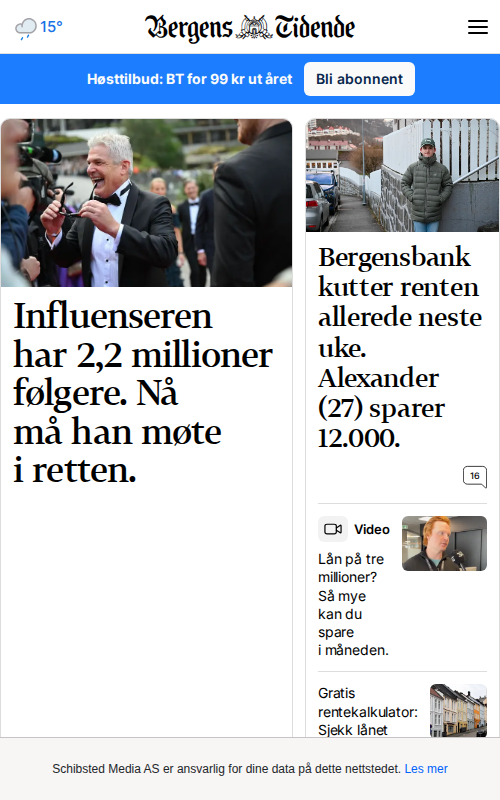 15°
Bergens Tidende
Høsttilbud: BT for 99 kr ut året
Bli abonnent
Influenseren
har 2,2 millioner
følgere. Nå
må han møte
i retten.
Bergensbank
kutter renten
allerede neste
uke.
Alexander
(27) sparer
12.000.
16
Video
Lån på tre
millioner?
Så mye
kan du
spare
i måneden.
Gratis
rentekalkulator:
Sjekk lånet
Schibsted Media AS er ansvarlig for dine data på dette nettstedet. Les mer